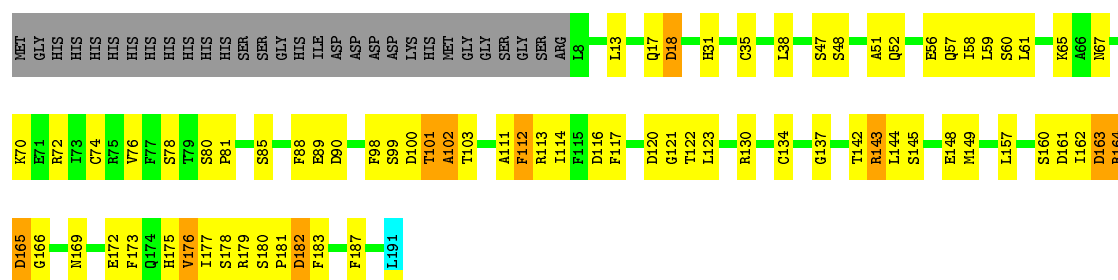 MET GLY HIS HIS HIS HIS HIS HIS HIS HIS HIS HIS SER SER GLY HIS ILE ASP ASP ASP ASP LYS HIS MET GLY GLY SER GLY SER ARG L8 L13 Q17 D18 H31 C35 L38 S47 S48 A51 Q52 E56 Q57 I58 L59 S60 L61 K65 A66 N67
K70 E71 R72 I73 C74 R75 V76 F77 S78 T79 S80 P81 S85 F88 E89 D90 F98 S99 D100 T101 A102 T103 A111 F112 R113 I114 F115 D116 F117 D120 G121 T122 L123 R130 C134 G137 T142 R143 L144 S145 E148 M149 L157 S160 D161 I162 D163 R164
D165 G166 N169 E172 F173 Q174 H175 V176 I177 S178 R179 S180 P181 D182 F183 F187 L191